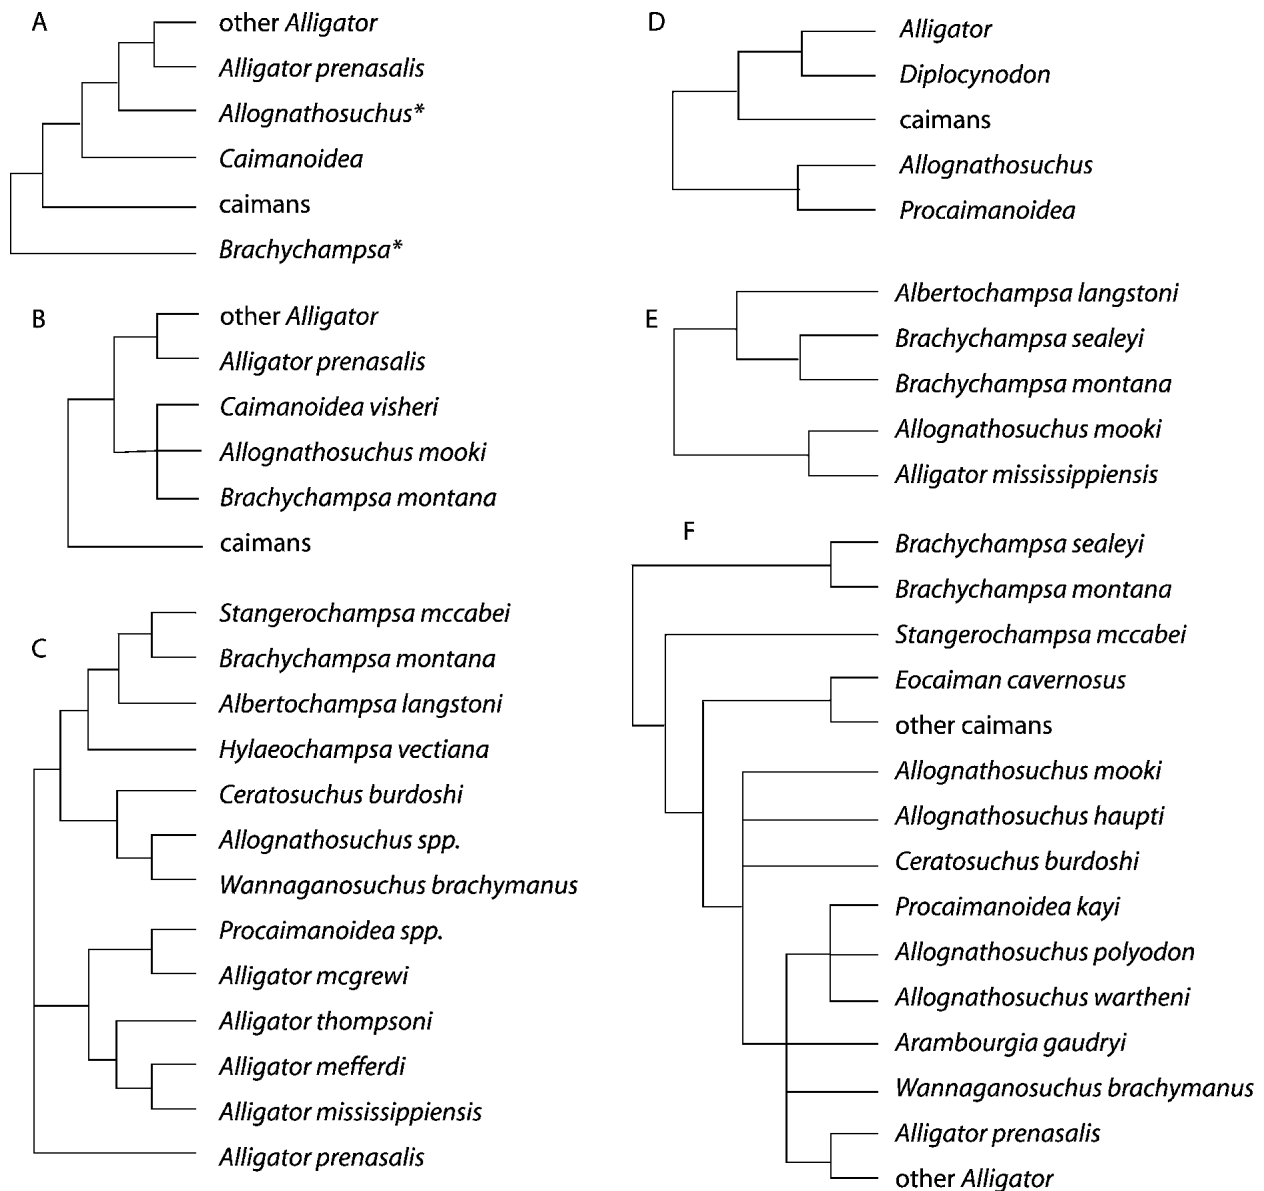 A
other Alligator
Alligator prenasalis
Allognathosuchus*
Caimanoidea
caimans
Brachychampsa*
B
other Alligator
Alligator prenasalis
Caimanoidea visheri
Allognathosuchus mooki
Brachychampsa montana
caimans
C
Stangerochampsa mccabei
Brachychampsa montana
Albertochampsa langstoni
Hylaeochampsa vectiana
Ceratosuchus burdoshi
Allognathosuchus spp.
Wannaganosuchus brachymanus
Procaimanoidea spp.
Alligator mcgrewi
Alligator thompsoni
Alligator mefferdi
Alligator mississippiensis
Alligator prenasalis
D
Alligator
Diplocynodon
caimans
Allognathosuchus
Procaimanoidea
E
Albertochampsa langstoni
Brachychampsa sealeyi
Brachychampsa montana
Allognathosuchus mooki
Alligator mississippiensis
F
Brachychampsa sealeyi
Brachychampsa montana
Stangerochampsa mccabei
Eocaiman cavernosus
other caimans
Allognathosuchus mooki
Allognathosuchus haupti
Ceratosuchus burdoshi
Procaimanoidea kayi
Allognathosuchus polyodon
Allognathosuchus wartheni
Arambourgia gaudryi
Wannaganosuchus brachymanus
Alligator prenasalis
other Alligator